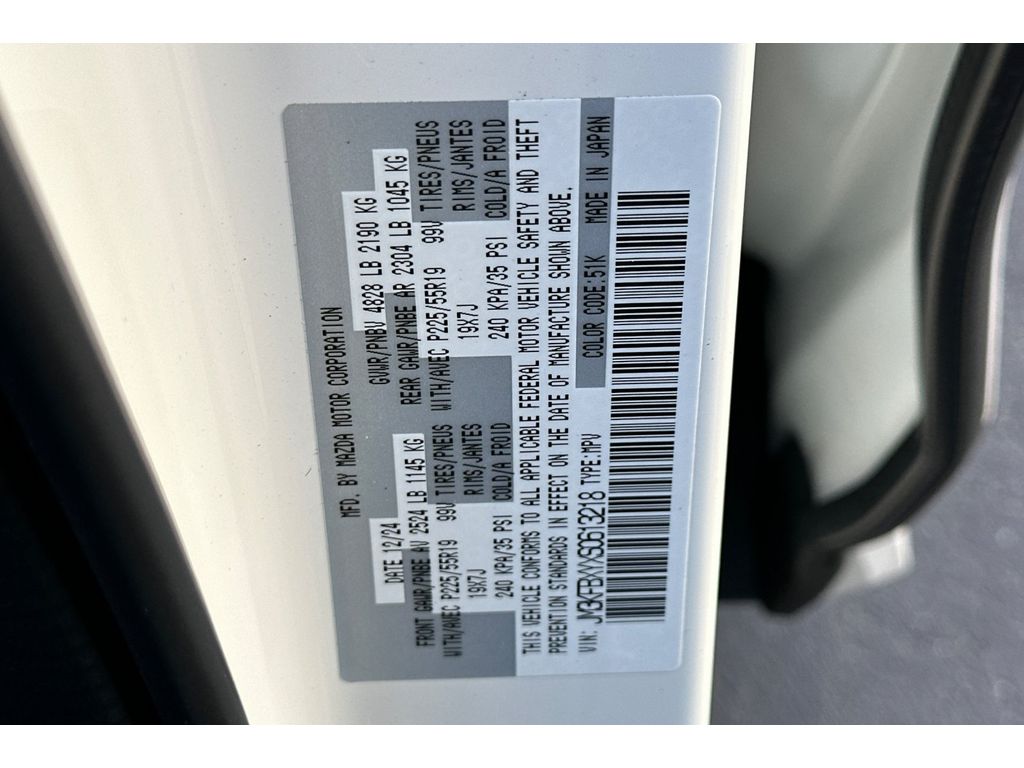 MFD. BY MAZDA MOTOR CORPORATION
DATE 12/24 GVWR/PNBV 4828 LB 2190 KG
FRONT GAWR/PNBE AV 2524 LB 1145 KG REAR GAWR/PNBE AR 2304 LB 1045 KG
WITH/AVEC P225/55R19 99V TIRES/PNEUS WITH/AVEC P225/55R19 99V TIRES/PNEUS
19X7J RIMS/JANTES 19X7J RIMS/JANTES
240 KPA/35 PSI COLD/A FROID 240 KPA/35 PSI COLD/A FROID
THIS VEHICLE CONFORMS TO ALL APPLICABLE FEDERAL MOTOR VEHICLE SAFETY AND THEFT
PREVENTION STANDARDS IN EFFECT ON THE DATE OF MANUFACTURE SHOWN ABOVE.
VIN: JM3KFBXYXS0613218 TYPE:MPV COLOR CODE:51K MADE IN JAPAN